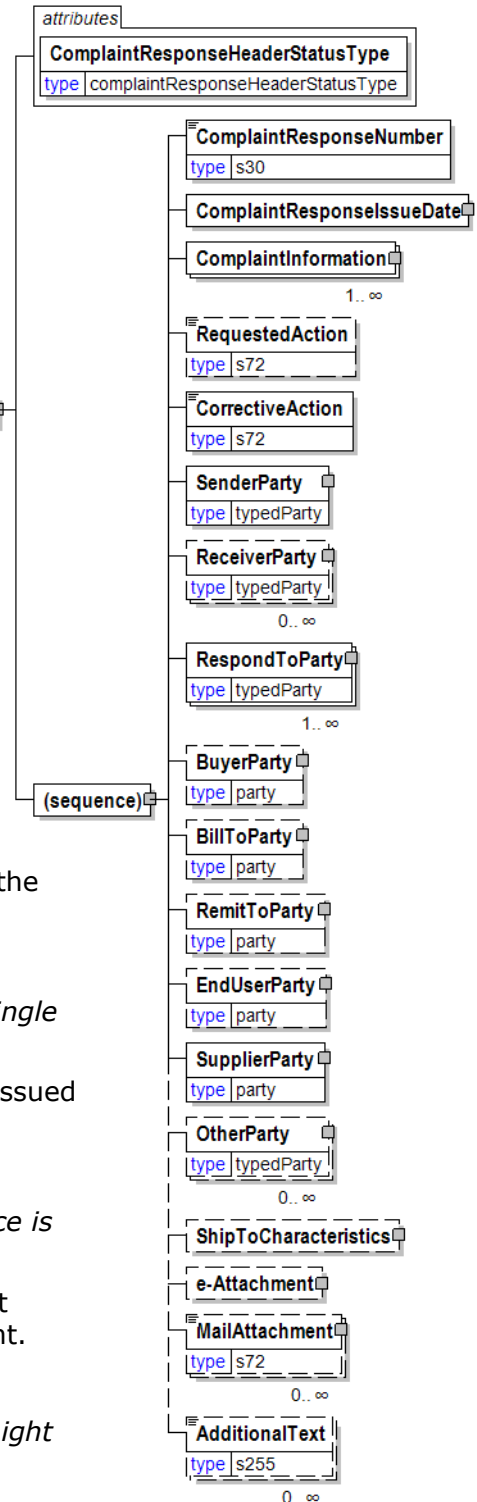 attributes
ComplaintResponseHeaderStatusType
type complaintResponseHeaderStatusType
ComplaintResponseNumber
type s30
ComplaintResponseIssueDate
ComplaintInformation
1.. ∞
RequestedAction
type s72
CorrectiveAction
type s72
SenderParty
type typedParty
ReceiverParty
type typedParty
0.. ∞
RespondToParty
type typedParty
1.. ∞
BuyerParty
type party
(sequence)
BillToParty
type party
the
RemitToParty
type party
EndUserParty
type party
ingle
SupplierParty
type party
issued
OtherParty
type typedParty
0.. ∞
ce is
ShipToCharacteristics
e-Attachment
t
MailAttachment
nt.
type s72
0.. ∞
ight
AdditionalText
type s255
0.. ∞